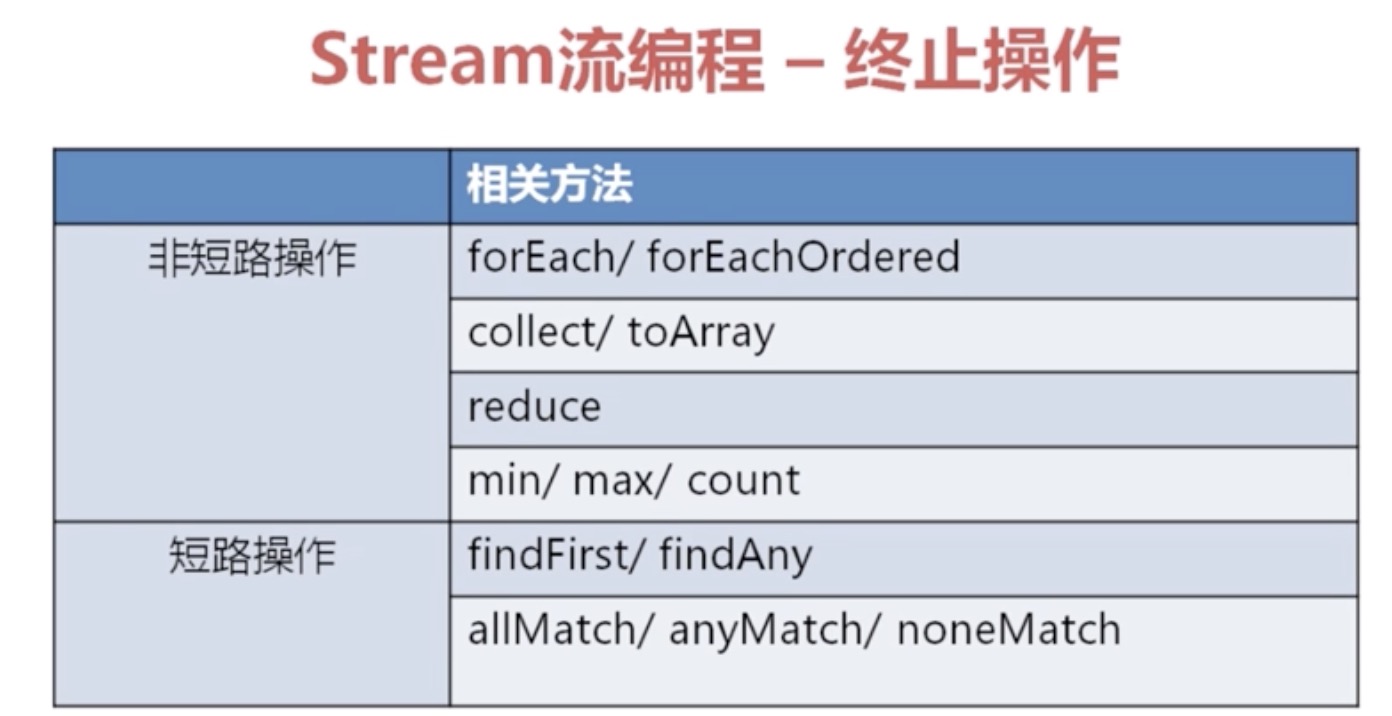 Stream流编程 – 终止操作
相关方法
非短路操作
forEach/ forEachOrdered
collect/ toArray
reduce
min/ max/ count
短路操作
findFirst/ findAny
allMatch/ anyMatch/ noneMatch